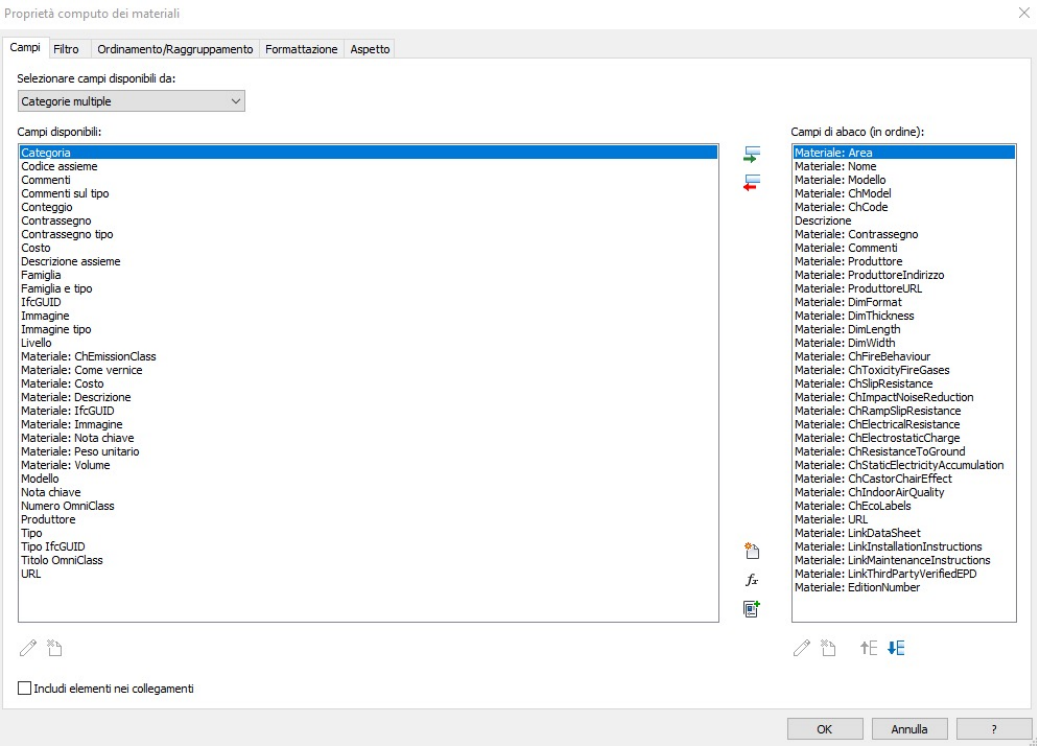 Proprietà computo dei materiali
Campi
Filtro
Ordinamento/Raggruppamento
Formattazione
Aspetto
Selezionare campi disponibili da:
Categorie multiple
Campi disponibili:
Categoria
Codice assieme
Commenti
Commenti sul tipo
Conteggio
Contrassegno
Contrassegno tipo
Costo
Descrizione assieme
Famiglia
Famiglia e tipo
IfcGUID
Immagine
Immagine tipo
Livello
Materiale: ChEmissionClass
Materiale: Come vernice
Materiale: Costo
Materiale: Descrizione
Materiale: IfcGUID
Materiale: Immagine
Materiale: Nota chiave
Materiale: Peso unitario
Materiale: Volume
Modello
Nota chiave
Numero OmniClass
Produttore
Tipo
Tipo IfcGUID
Titolo OmniClass
URL
fx
Campi di abaco (in ordine):
Materiale: Area
Materiale: Nome
Materiale: Modello
Materiale: ChModel
Materiale: ChCode
Descrizione
Materiale: Contrassegno
Materiale: Commenti
Materiale: Produttore
Materiale: ProduttoreIndirizzo
Materiale: ProduttoreURL
Materiale: DimFormat
Materiale: DimThickness
Materiale: DimLength
Materiale: DimWidth
Materiale: ChFireBehaviour
Materiale: ChToxicityFireGases
Materiale: ChSlipResistance
Materiale: ChImpactNoiseReduction
Materiale: ChRampSlipResistance
Materiale: ChElectricalResistance
Materiale: ChElectrostaticCharge
Materiale: ChResistanceToGround
Materiale: ChStaticElectricityAccumulation
Materiale: ChCastorChairEffect
Materiale: ChIndoorAirQuality
Materiale: ChEcoLabels
Materiale: URL
Materiale: LinkDataSheet
Materiale: LinkInstallationInstructions
Materiale: LinkMaintenanceInstructions
Materiale: LinkThirdPartyVerifiedEPD
Materiale: EditionNumber
Includi elementi nei collegamenti
OK
Annulla
?